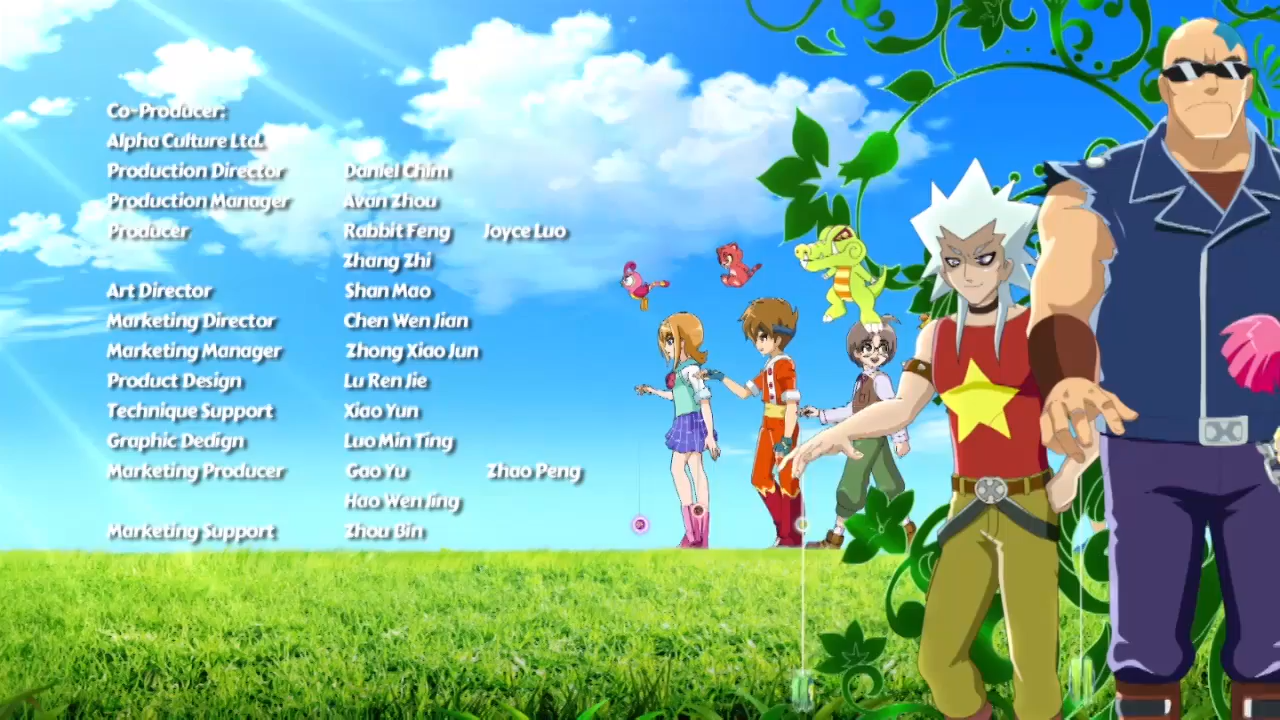 Co-Producer:
Alpha Culture Ltd.
Production Director Daniel Chim
Production Manager Avan Zhou
Producer Rabbit Feng Joyce Luo
Zhang Zhi
Art Director Shan Mao
Marketing Director Chen Wen Jian
Marketing Manager Zhong Xiao Jun
Product Design Lu Ren Jie
Technique Support Xiao Yun
Graphic Dedign Luo Min Ting
Marketing Producer Gao Yu Zhao Peng
Hao Wen Jing
Marketing Support Zhou Bin